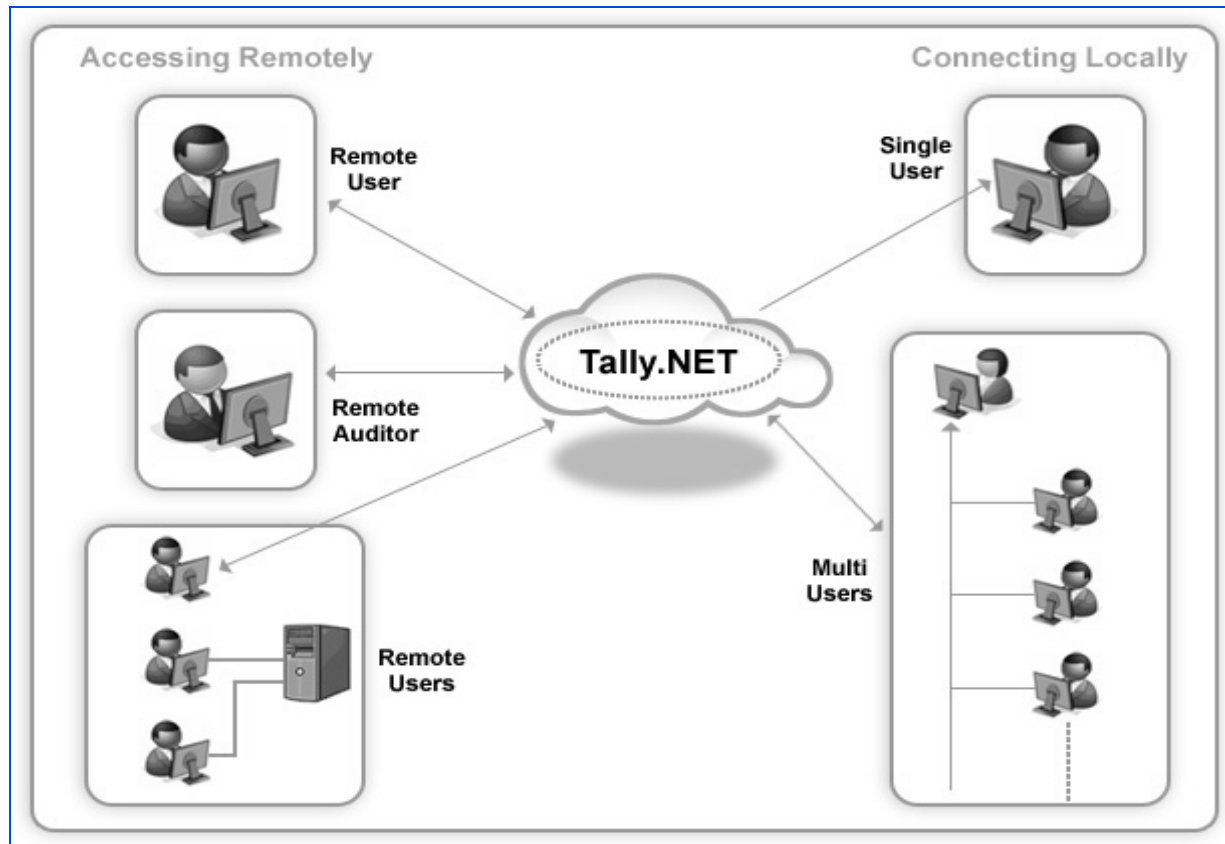 Accessing Remotely
Connecting Locally
Remote
User
Single
User
Tally.NET
Remote
Auditor
Multi
Users
Remote
Users